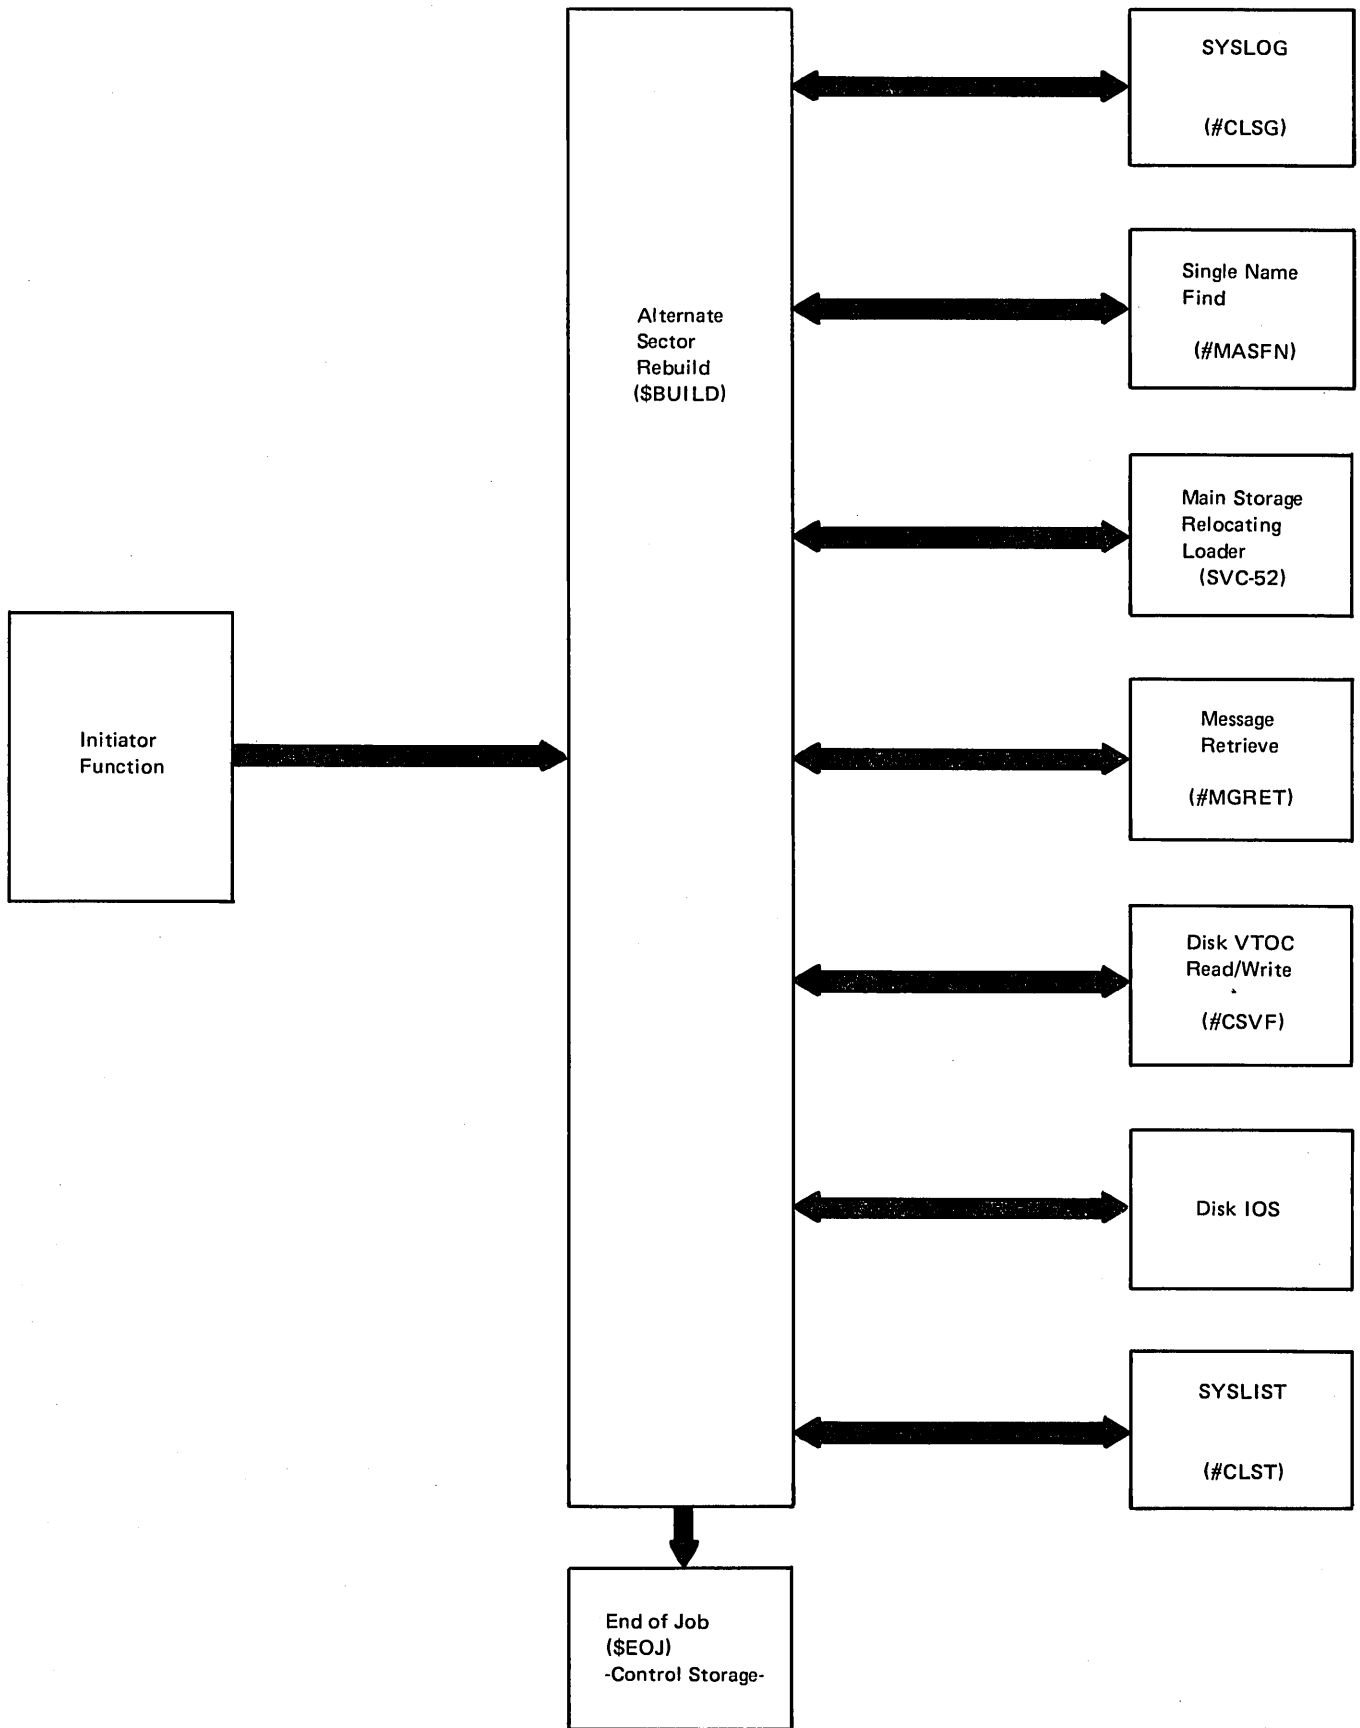 SYSLOG
(#CLSG)
Single Name
Find
(#MASFN)
Alternate
Sector
Rebuild
($BUILD)
Main Storage
Relocating
Loader
(SVC-52)
Initiator
Function
Message
Retrieve
(#MGRET)
Disk VTOC
Read/Write
(#CSVF)
Disk IOS
SYSLIST
(#CLST)
End of Job
($EOJ)
-Control Storage-